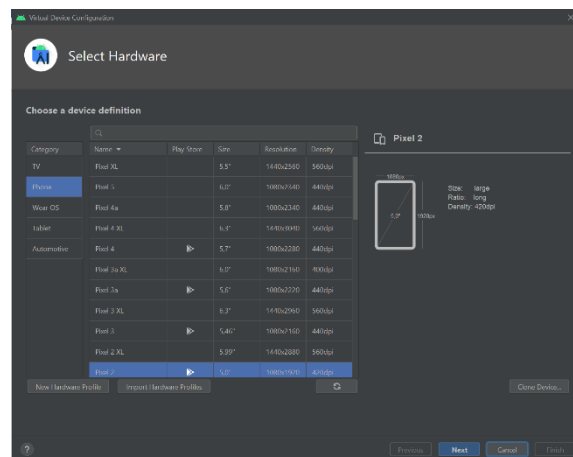 Virtual Device Configuration
Select Hardware
Choose a device definition
Category Name Play Store Size Resolution Density
TV Pixel XL 5.5" 1440x2560 560dpi
Phone Pixel 5 6.0" 1080x2340 440dpi
Wear OS Pixel 4a 5.8" 1080x2340 440dpi
Tablet Pixel 4 XL 6.3" 1440x3040 560dpi
Automotive Pixel 4 5.7" 1080x2280 440dpi
Pixel 3a XL 6.0" 1080x2160 400dpi
Pixel 3a 5.6" 1080x2220 440dpi
Pixel 3 XL 6.3" 1440x2960 560dpi
Pixel 3 5.46" 1080x2160 440dpi
Pixel 2 XL 5.99" 1440x2880 560dpi
Pixel 2 5.0" 1080x1920 420dpi
New Hardware Profile Import Hardware Profiles
Pixel 2
1080px
5.0" 1920px
Size: large
Ratio: long
Density: 420dpi
Clone Device...
? Previous Next Cancel Finish